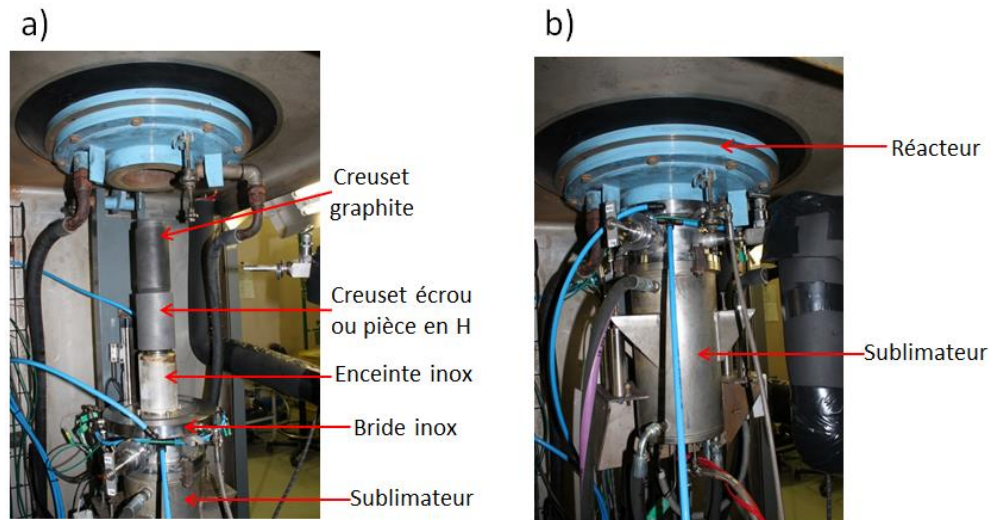 a)
b)
Creuset
graphite
Creuset écrou
ou pièce en H
Enceinte inox
Bride inox
Sublimateur
Réacteur
Sublimateur